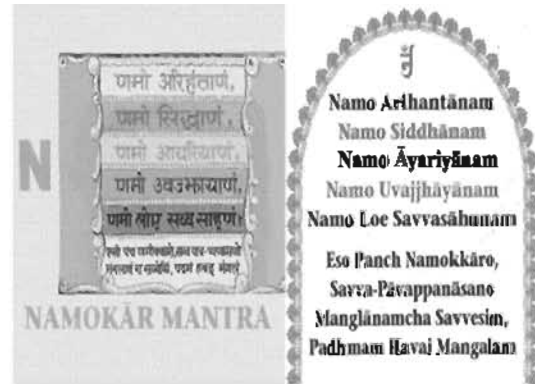 णमो अरिहंताणं,
णमो सिद्धाणं,
णमो आयरियाणं,
णमो उवज्झायाणं,
णमो लोए सव्व साहूणं।
N
NAMOKĀR MANTRA
Namo Arihantānam
Namo Siddhānam
Namo Āyariyānam
Namo Uvajjhāyānam
Namo Loe Savvasāhunam
Eso Panch Namokkāro,
Savva-Pāvappanāsano
Manglānamcha Savvesim,
Padhmam Havai Mangalam